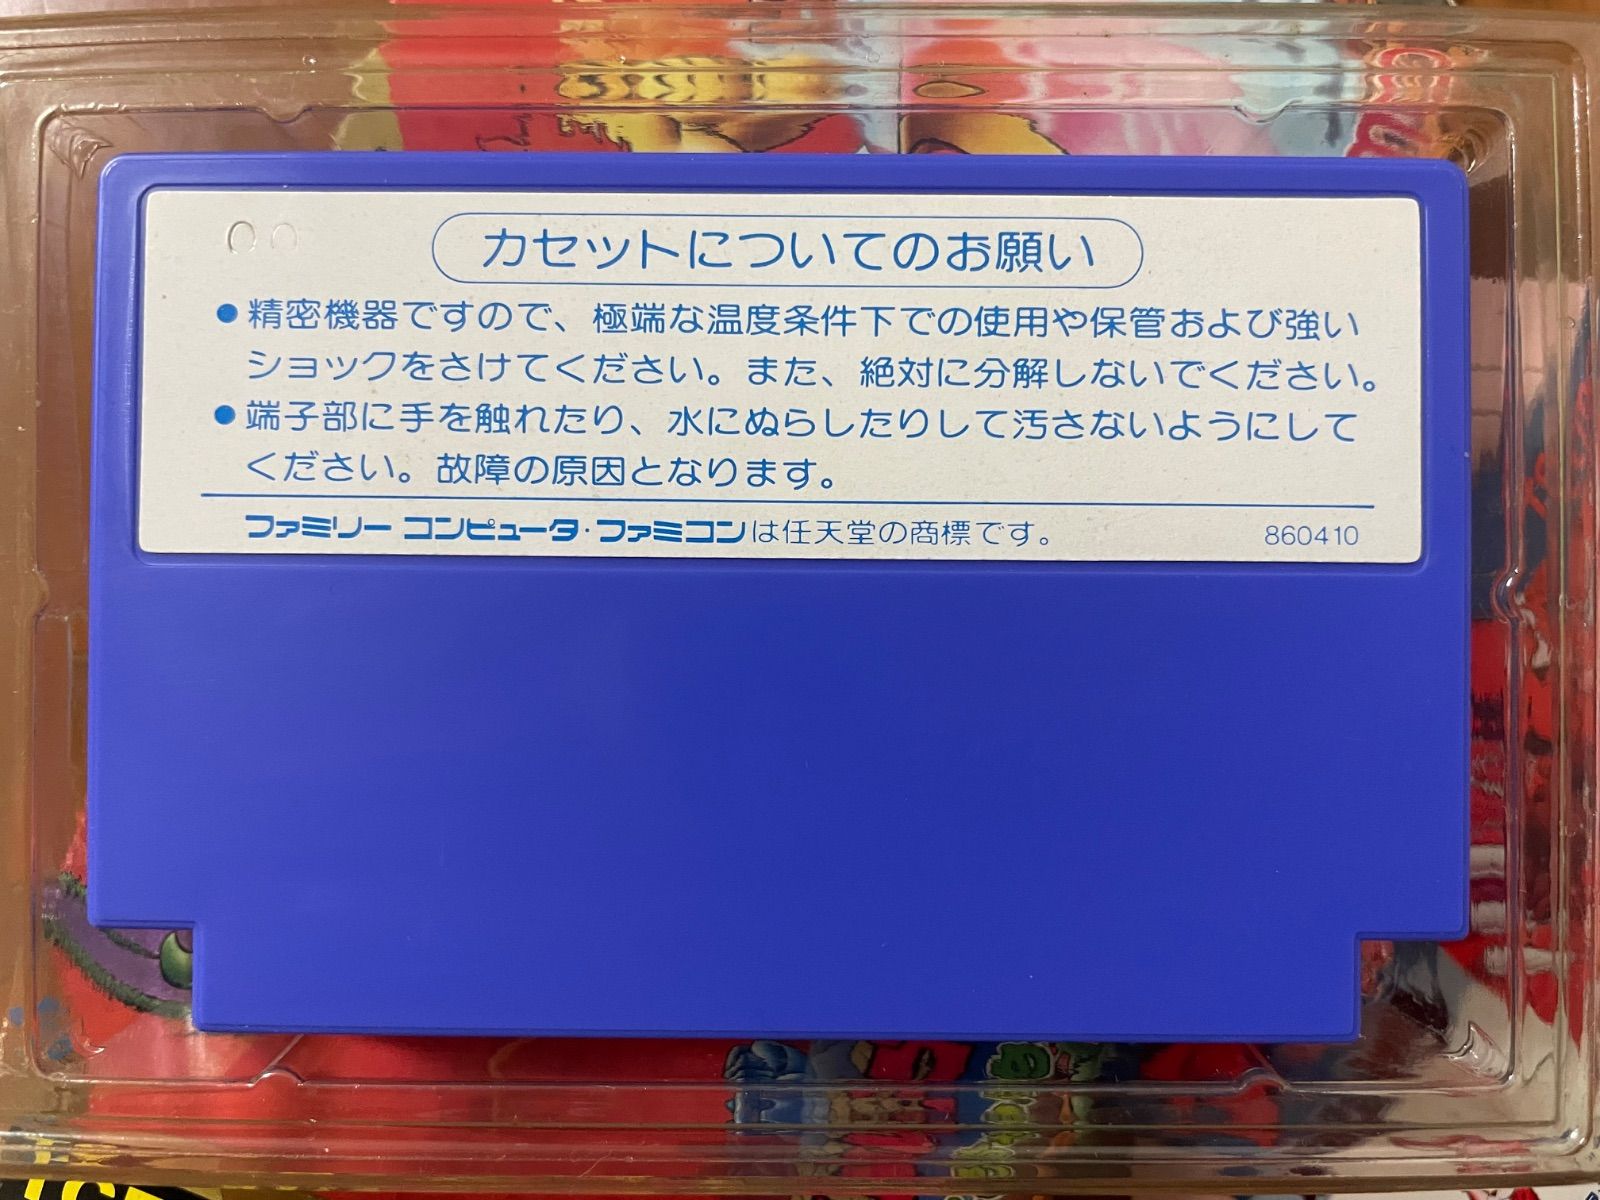 カセットについてのお願い
●精密機器ですので、極端な温度条件下での使用や保管および強い
ショックをさけてください。また、絶対に分解しないでください。
●端子部に手を触れたり、水にぬらしたりして汚さないようにして
ください。故障の原因となります。
ファミリー コンピュータ・ファミコンは任天堂の商標です。 860410